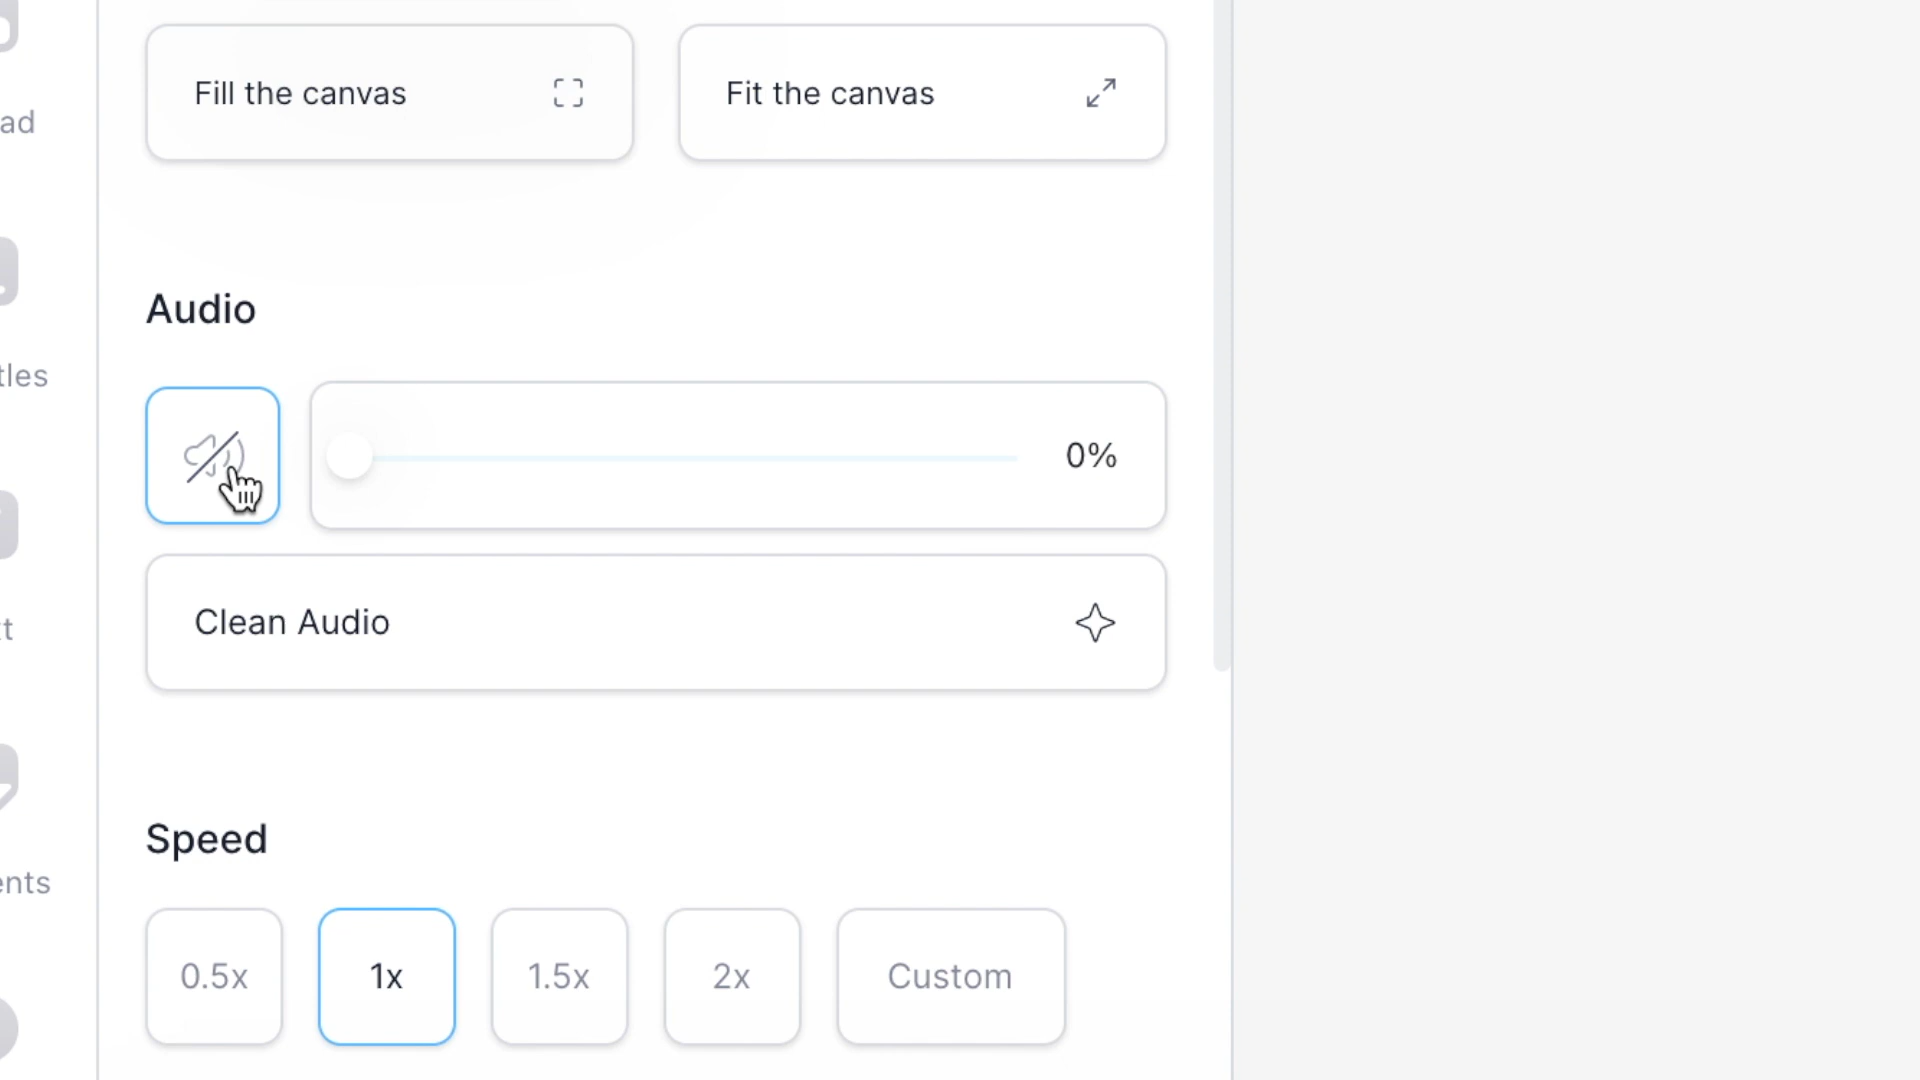 Fill the canvas
Fit the canvas
ad
Audio
tles
0%
Clean Audio
Speed
ents
0.5x
1x
1.5x
2x
Custom